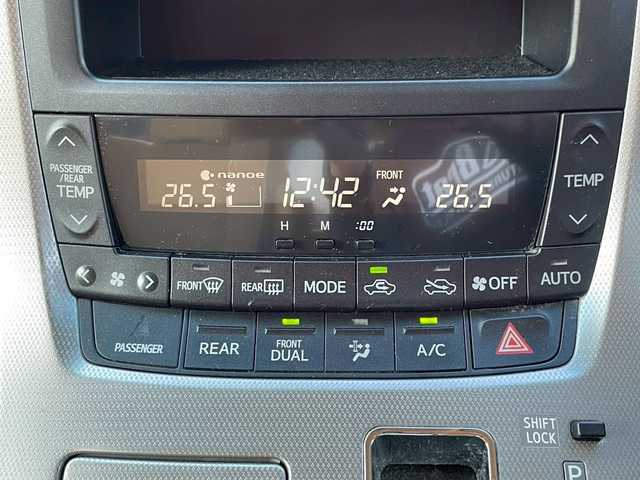 PASSENGER
/REAR
TEMP
nanoe
26.5
12:42
FRONT
26.5
TEMP
H M :00
FRONT
REAR
MODE
OFF
AUTO
PASSENGER
REAR
FRONT
DUAL
A/C
SHIFT
LOCK
P